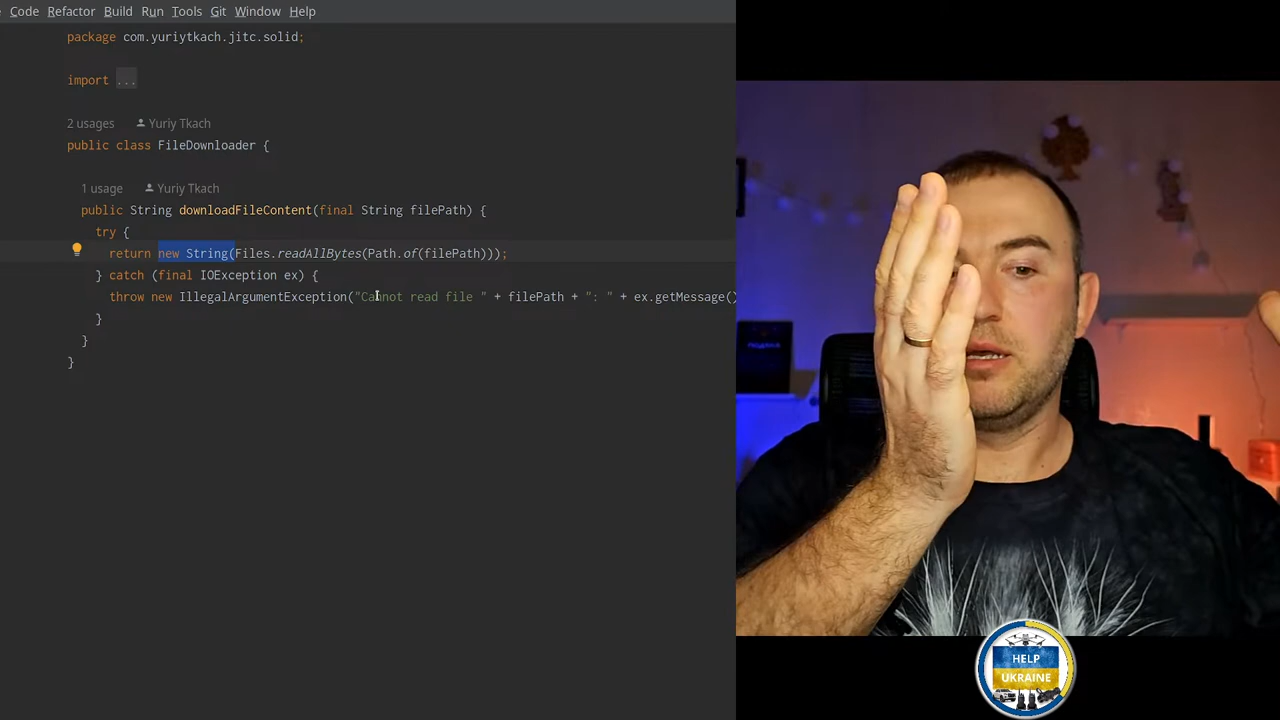 Code Refactor Build Run Tools Git Window Help
package com.yuriytkach.jitc.solid;
import ...
2 usages Yuriy Tkach
public class FileDownloader {
1 usage Yuriy Tkach
public String downloadFileContent(final String filePath) {
try {
return new String(Files.readAllBytes(Path.of(filePath)));
} catch (final IOException ex) {
throw new IllegalArgumentException("Cannot read file " + filePath + ": " + ex.getMessage()
}
}
}
HELP
UKRAINE